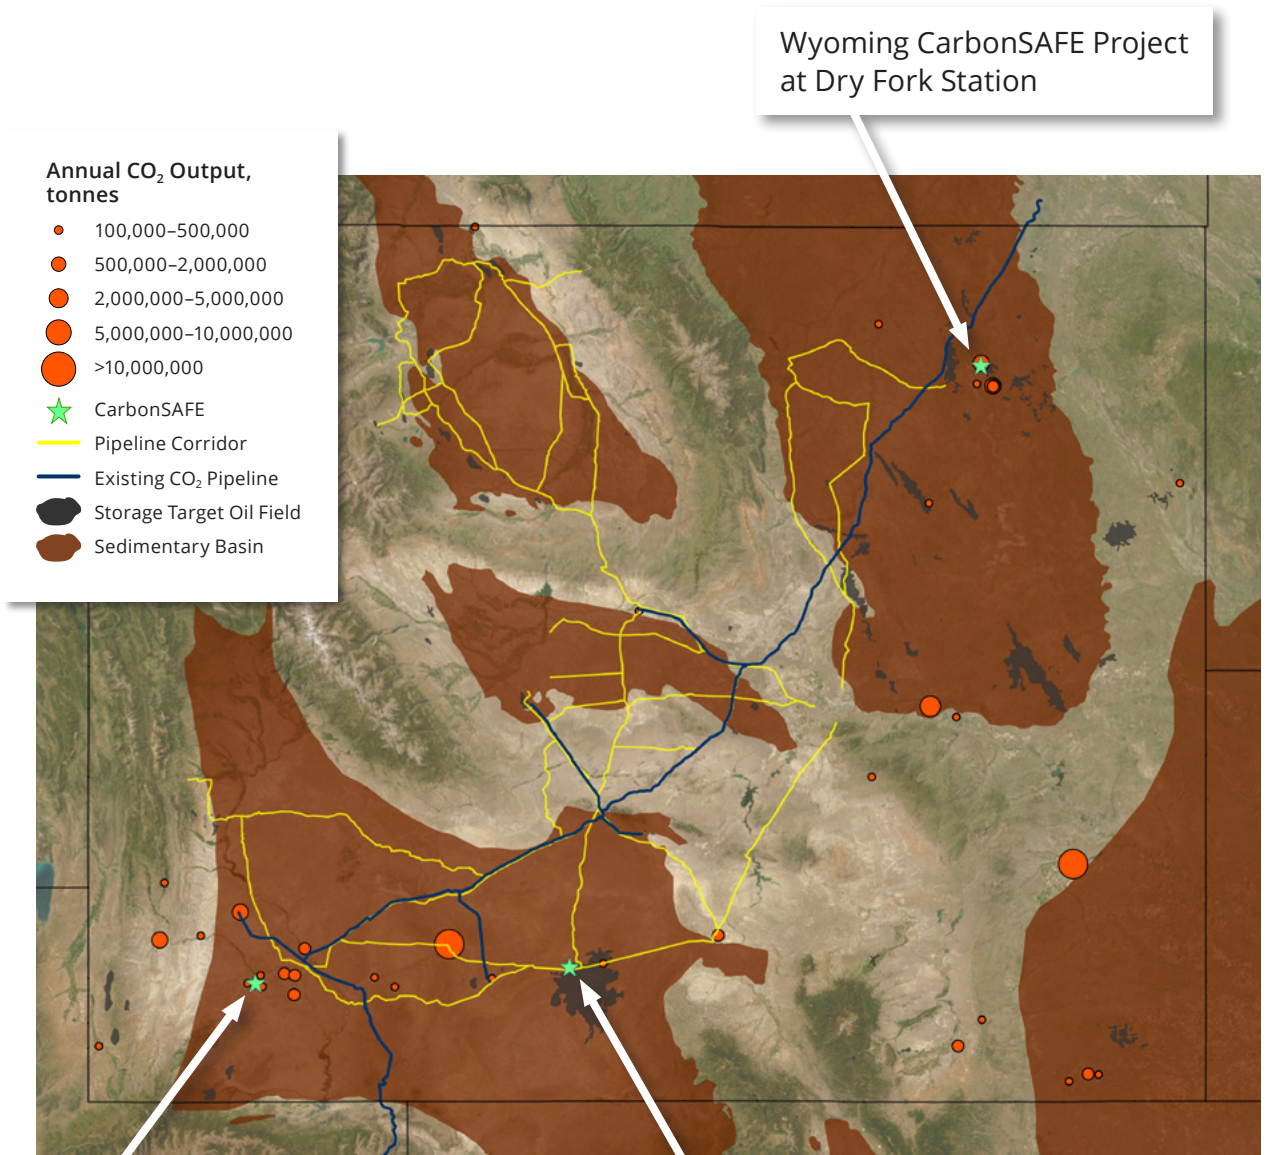 Wyoming CarbonSAFE Project
at Dry Fork Station
Annual CO₂ Output,
tonnes
100,000–500,000
500,000–2,000,000
2,000,000–5,000,000
5,000,000–10,000,000
>10,000,000
CarbonSAFE
Pipeline Corridor
Existing CO₂ Pipeline
Storage Target Oil Field
Sedimentary Basin